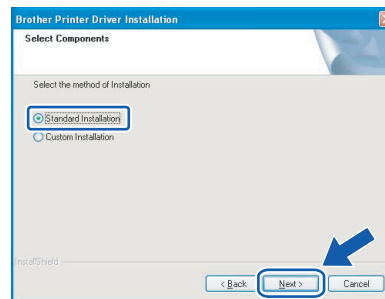 Brother Printer Driver Installation
Select Components
Select the method of Installation
Standard Installation
Custom Installation
InstallShield
< Back
Next >
Cancel